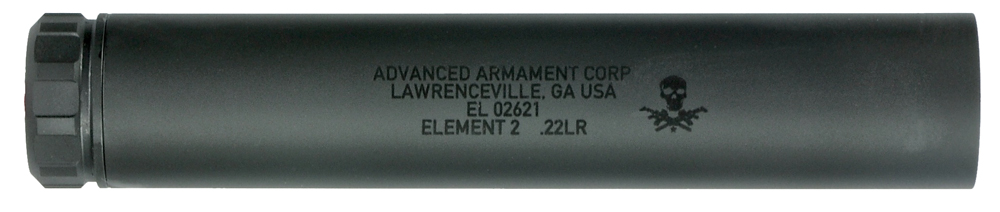 ADVANCED ARMAMENT CORP
LAWRENCEVILLE, GA USA
EL 02621
ELEMENT 2 .22LR